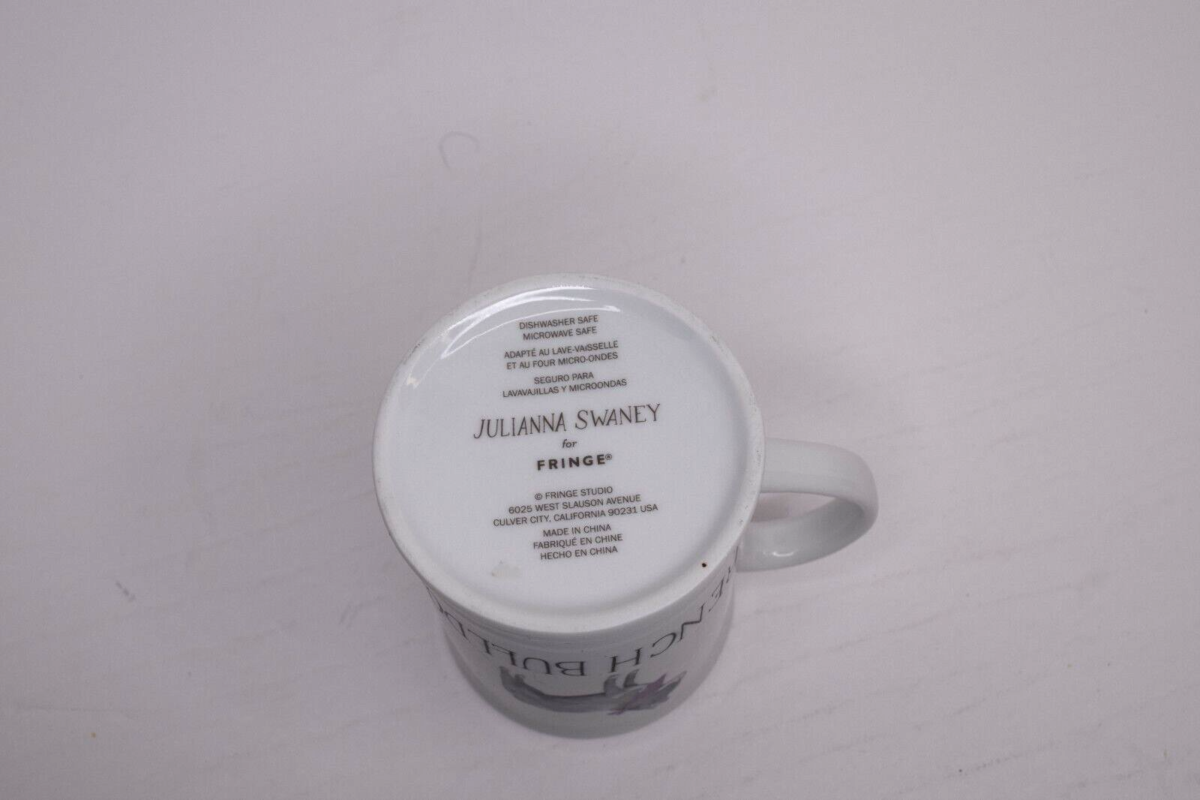 DISHWASHER SAFE
MICROWAVE SAFE
ADAPTÉ AU LAVE-VAISSELLE
ET AU FOUR MICRO-ONDES
SEGURO PARA
LAVAVAJILLAS Y MICROONDAS
JULIANNA SWANEY
for
FRINGE®
© FRINGE STUDIO
6025 WEST SLAUSON AVENUE
CULVER CITY, CALIFORNIA 90231 USA
MADE IN CHINA
FABRIQUÉ EN CHINE
HECHO EN CHINA
RENCH BULLD